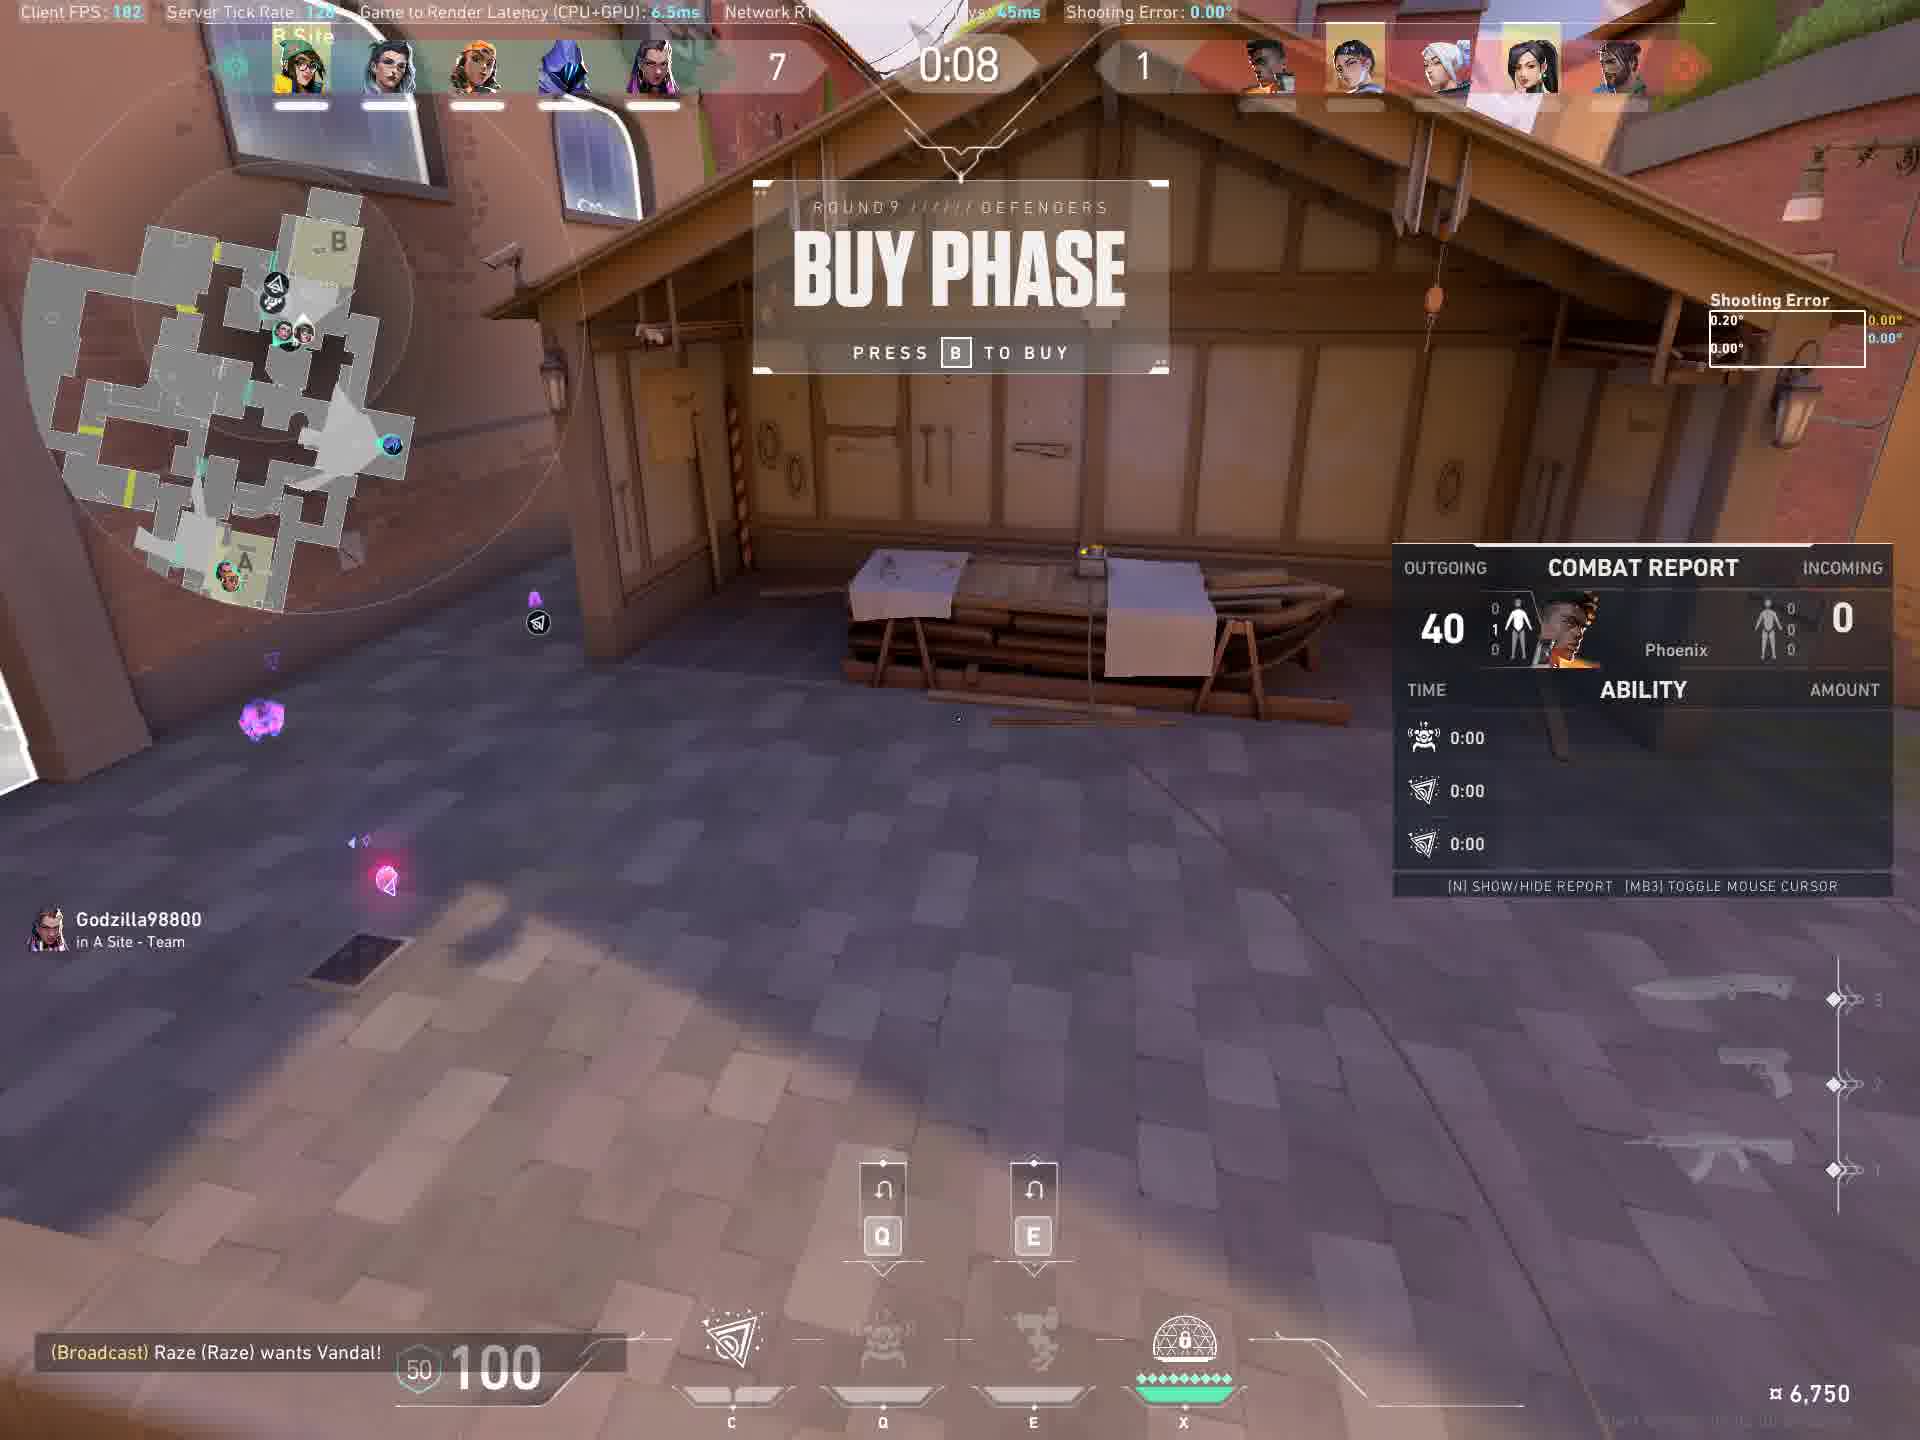 Client FPS: 182
Server Tick Rate: 128
Game to Render Latency (CPU+GPU): 6.5ms
Network RT
45ms
Shooting Error: 0.00°
B Site
7
0:08
1
ROUND 9 ////// DEFENDERS
BUY PHASE
PRESS B TO BUY
B
A
Shooting Error
0.20°
0.00°
0.00°
0.00°
OUTGOING
COMBAT REPORT
INCOMING
40
0
1
0
Phoenix
0
0
0
0
TIME
ABILITY
AMOUNT
0:00
0:00
0:00
[N] SHOW/HIDE REPORT [MB3] TOGGLE MOUSE CURSOR
Godzilla98800
in A Site - Team
3
2
1
Q
E
(Broadcast) Raze (Raze) wants Vandal!
50
100
C
Q
E
X
¤ 6,750